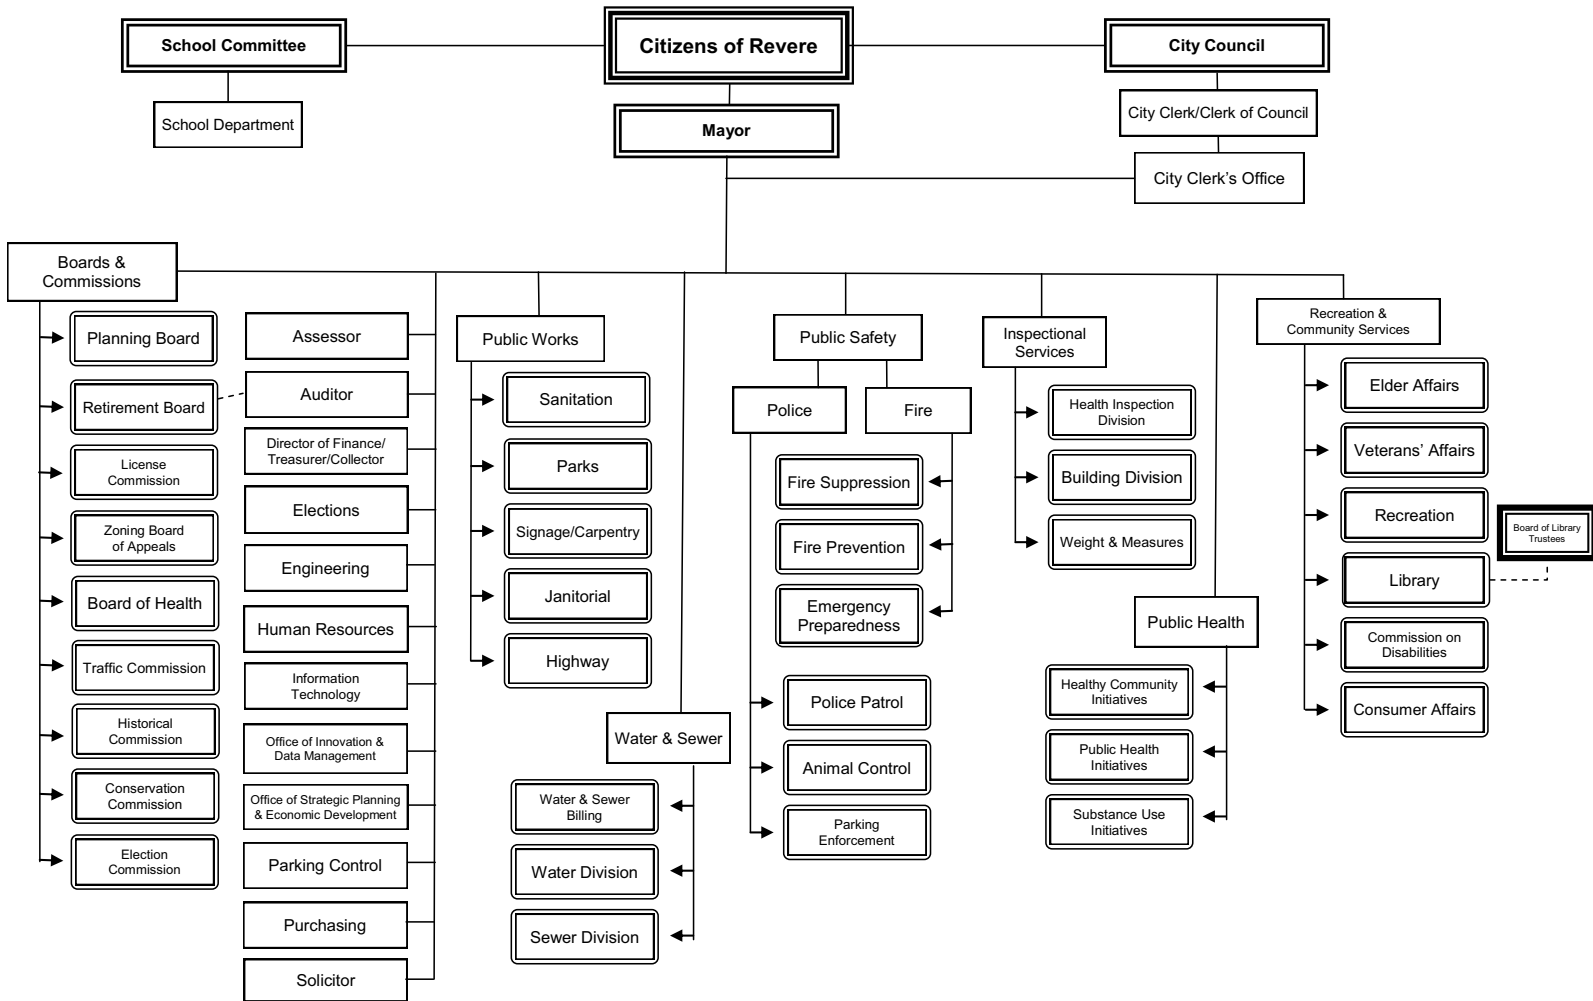 School Committee
Citizens of Revere
City Council
School Department
Mayor
City Clerk/Clerk of Council
City Clerk’s Office
Boards &
Commissions
Planning Board
Retirement Board
License
Commission
Zoning Board
of Appeals
Board of Health
Traffic Commission
Historical
Commission
Conservation
Commission
Election
Commission
Assessor
Auditor
Director of Finance/
Treasurer/Collector
Elections
Engineering
Human Resources
Information
Technology
Office of Innovation &
Data Management
Office of Strategic Planning
& Economic Development
Parking Control
Purchasing
Solicitor
Public Works
Sanitation
Parks
Signage/Carpentry
Janitorial
Highway
Water & Sewer
Water & Sewer
Billing
Water Division
Sewer Division
Public Safety
Police
Fire
Fire Suppression
Fire Prevention
Emergency
Preparedness
Police Patrol
Animal Control
Parking
Enforcement
Inspectional
Services
Health Inspection
Division
Building Division
Weight & Measures
Public Health
Healthy Community
Initiatives
Public Health
Initiatives
Substance Use
Initiatives
Recreation &
Community Services
Elder Affairs
Veterans’ Affairs
Recreation
Library
Board of Library
Trustees
Commission on
Disabilities
Consumer Affairs